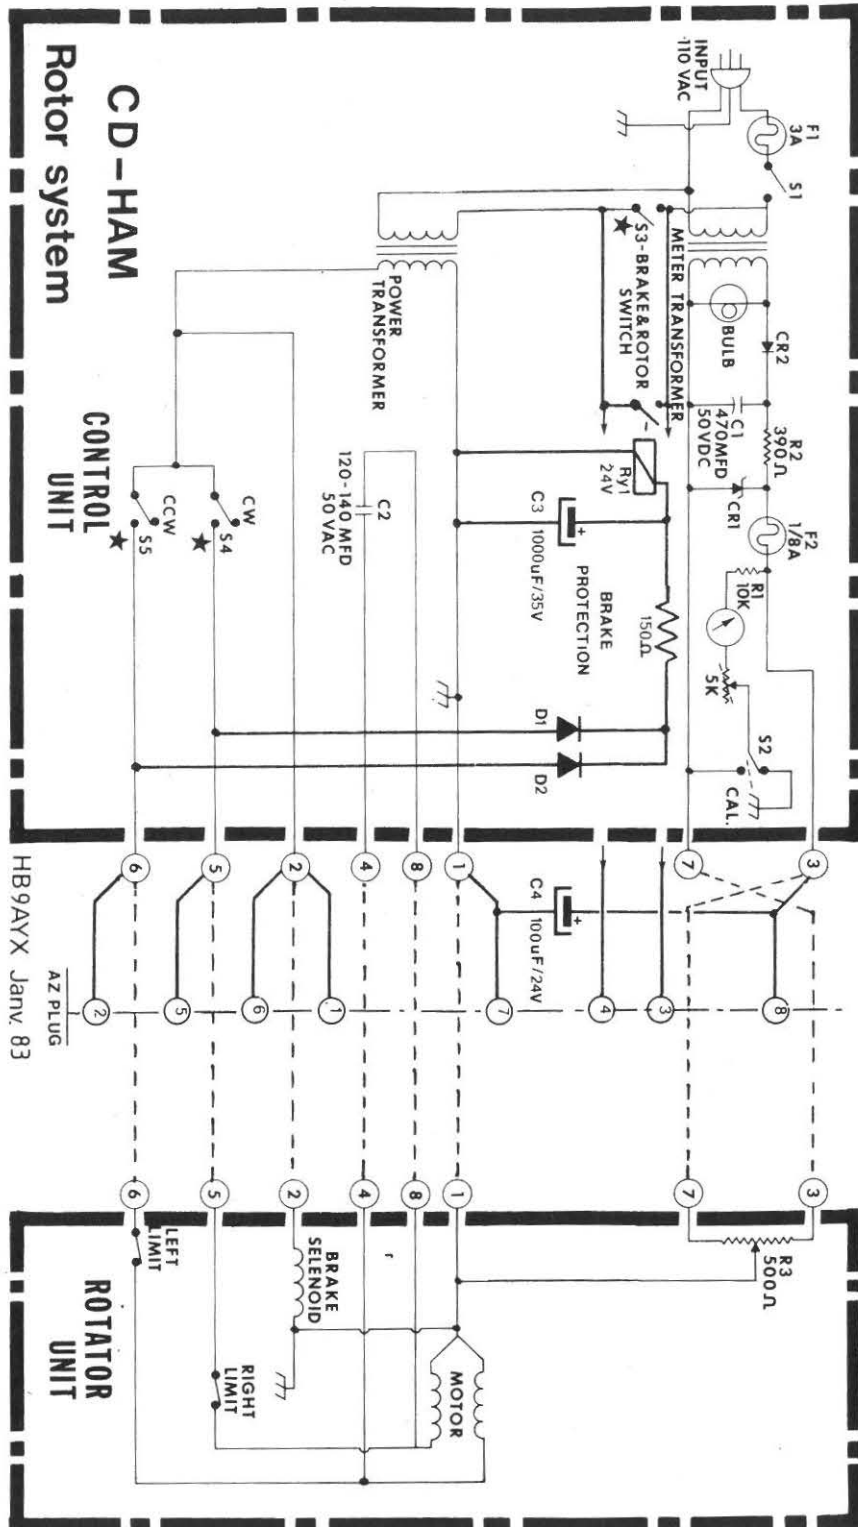 CD-HAM
Rotor system
CONTROL
UNIT
INPUT
110 VAC
F1
3A
S1
METER TRANSFORMER
BULB
CR2
C1
470MFD
50VDC
R2
390Ω
CR1
F2
1/8A
R1
10K
5K
S2
CAL.
★
S3-BRAKE&ROTOR
SWITCH
Ry1
24V
C3 1000uF/35V
+
BRAKE
PROTECTION
150Ω
D1
D2
POWER
TRANSFORMER
C2
120-140 MFD
50 VAC
CW
S4
★
CCW
S5
★
3
7
1
8
4
2
5
6
C4 100uF/24V
+
8
3
4
7
1
6
5
2
AZ PLUG
HB9AYX Janv. 83
3
7
1
8
4
2
5
6
R3
500Ω
MOTOR
BRAKE
SELENOID
RIGHT
LIMIT
LEFT
LIMIT
ROTATOR
UNIT